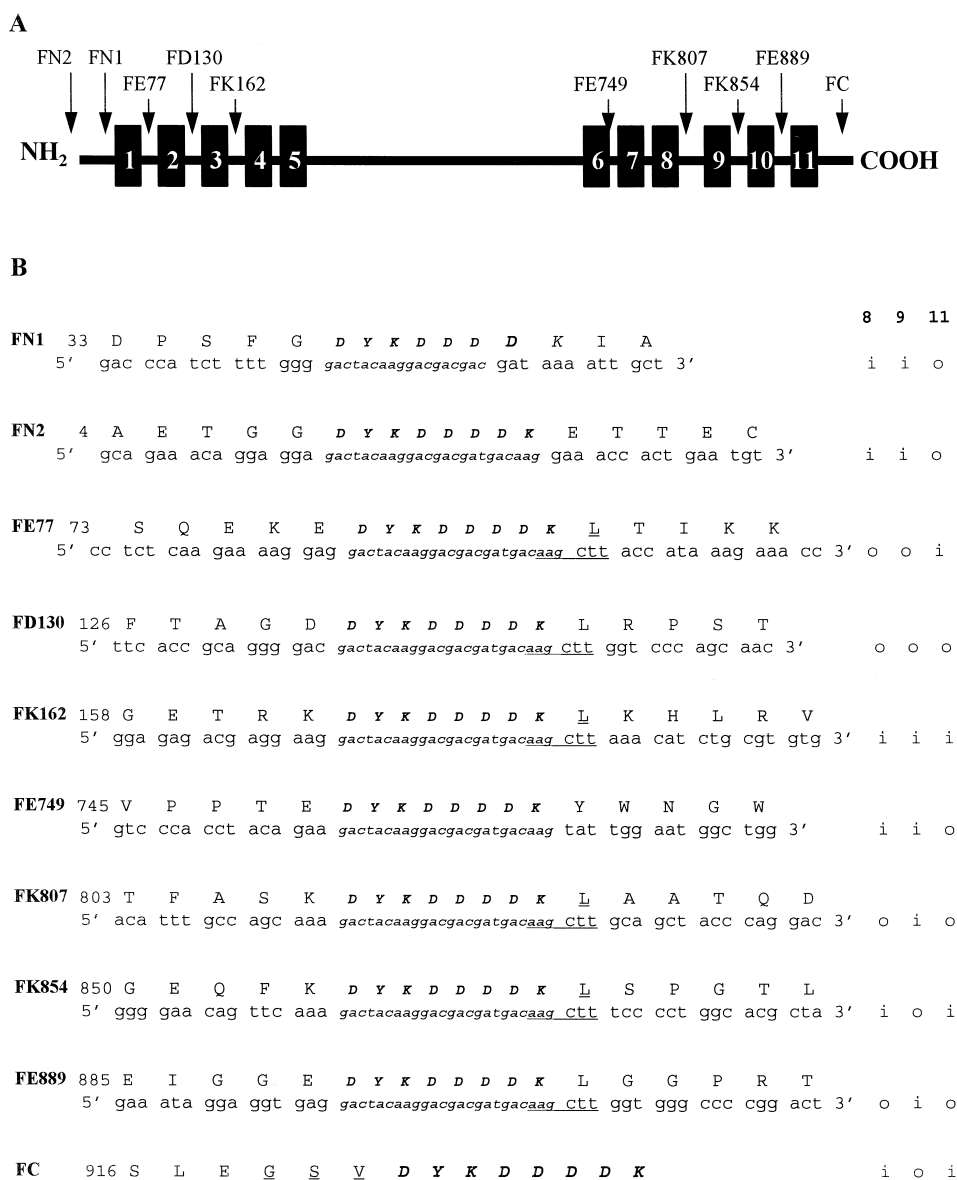 A
FN2 FN1 FD130 FK807 FE889
FE77 FK162 FE749 FK854 FC
NH2 1 2 3 4 5 6 7 8 9 10 11 COOH
B
8 9 11
FN1 33 D P S F G D Y K D D D D K I A
5' gac cca tct ttt ggg gactacaaggacgacgac gat aaa att gct 3' i i o
FN2 4 A E T G G D Y K D D D D K E T T E C
5' gca gaa aca gga gga gactacaaggacgacgatgacaag gaa acc act gaa tgt 3' i i o
FE77 73 S Q E K E D Y K D D D D K L T I K K
5' cc tct caa gaa aag gag gactacaaggacgacgatgacaag ctt acc ata aag aaa cc 3' o o i
FD130 126 F T A G D D Y K D D D D K L R P S T
5' ttc acc gca ggg gac gactacaaggacgacgatgacaag ctt ggt ccc agc aac 3' o o o
FK162 158 G E T R K D Y K D D D D K L K H L R V
5' gga gag acg agg aag gactacaaggacgacgatgacaag ctt aaa cat ctg cgt gtg 3' i i i
FE749 745 V P P T E D Y K D D D D K Y W N G W
5' gtc cca cct aca gaa gactacaaggacgacgatgacaag tat tgg aat ggc tgg 3' i i o
FK807 803 T F A S K D Y K D D D D K L A A T Q D
5' aca ttt gcc agc aaa gactacaaggacgacgatgacaag ctt gca gct acc cag gac 3' o i o
FK854 850 G E Q F K D Y K D D D D K L S P G T L
5' ggg gaa cag ttc aaa gactacaaggacgacgatgacaag ctt tcc cct ggc acg cta 3' i o i
FE889 885 E I G G E D Y K D D D D K L G G P R T
5' gaa ata gga ggt gag gactacaaggacgacgatgacaag ctt ggt ggg ccc cgg act 3' o i o
FC 916 S L E G S V D Y K D D D D K i o i